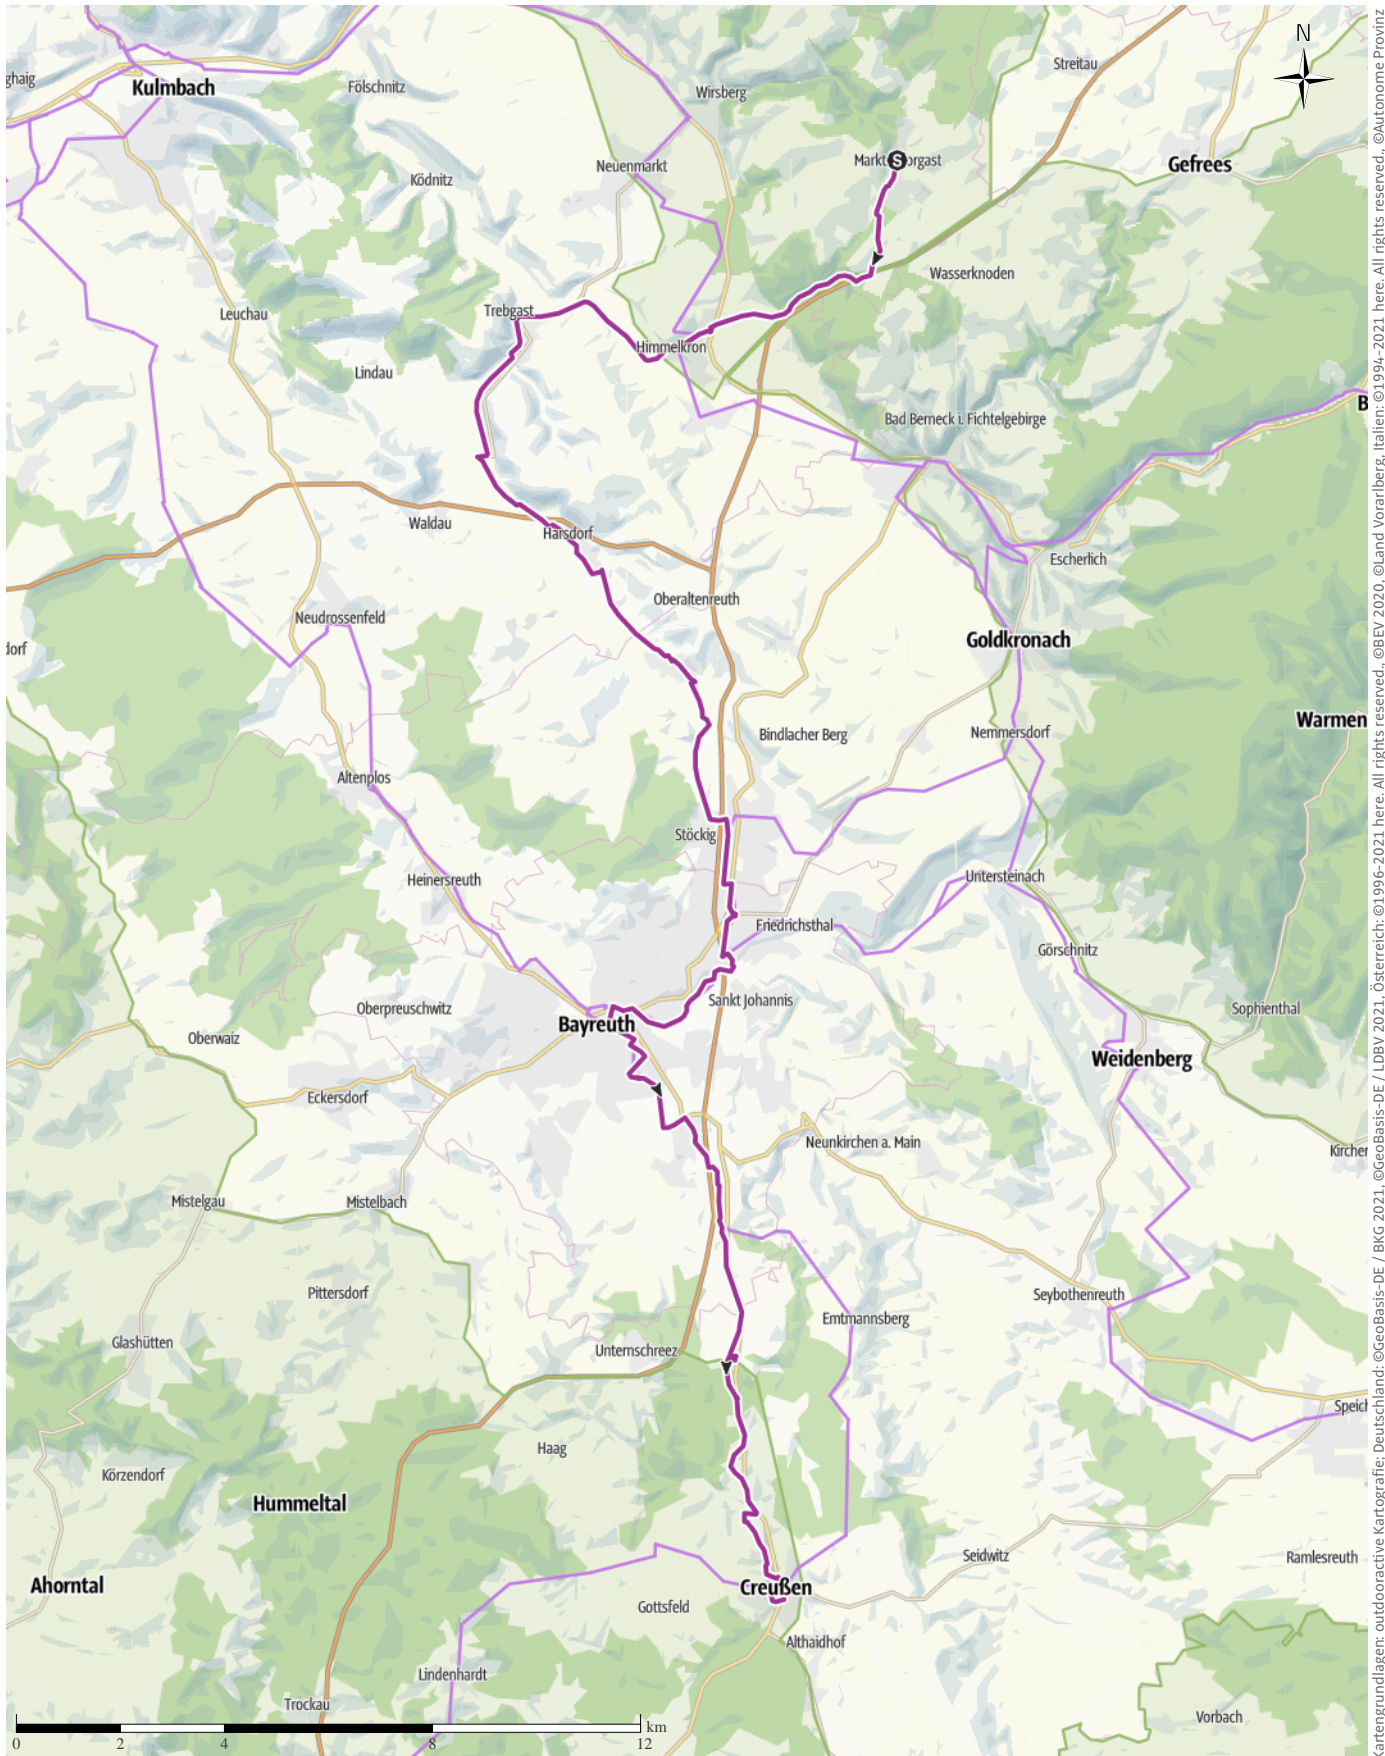 N
Streitau
ghaig
Kulmbach
Fölschnitz
Wirsberg
Neuenmarkt
S
Gefrees
Ködnitz
Wasserknoden
Trebgast
Leuchau
Himmelkron
Lindau
B
Bad Berneck i. Fichtelgebirge
Waldau
Harsdorf
Escherlich
Oberaltenreuth
Neudrossenfeld
Goldkronach
dorf
Warmen
Bindlacher Berg
Nemmersdorf
Altenplos
Stöckig
Heinersreuth
Untersteinach
Friedrichsthal
Görschnitz
Sankt Johannis
Oberpreuschwitz
Sophienthal
Bayreuth
Oberwaiz
Weidenberg
Eckersdorf
Neunkirchen a. Main
Kircher
Mistelgau
Mistelbach
Pittersdorf
Seybothenreuth
Emtmannsberg
Glashütten
Unternschreez
Speich
Haag
Körzendorf
Hummeltal
Seidwitz
Ramlesreuth
Ahorntal
Creußen
Gottsfeld
Althaidhof
Lindenhardt
Trockau
Vorbach
km
0 2 4 8 12
artengrundlagen: outdooractive Kartografie; Deutschland: ©GeoBasis-DE / BKG 2021, ©GeoBasis-DE / LDBV 2021, Österreich: ©1996-2021 here. All rights reserved., ©BEV 2020, ©Land Vorarlberg, Italien: ©1994-2021 here. All rights reserved., ©Autonome Provinz